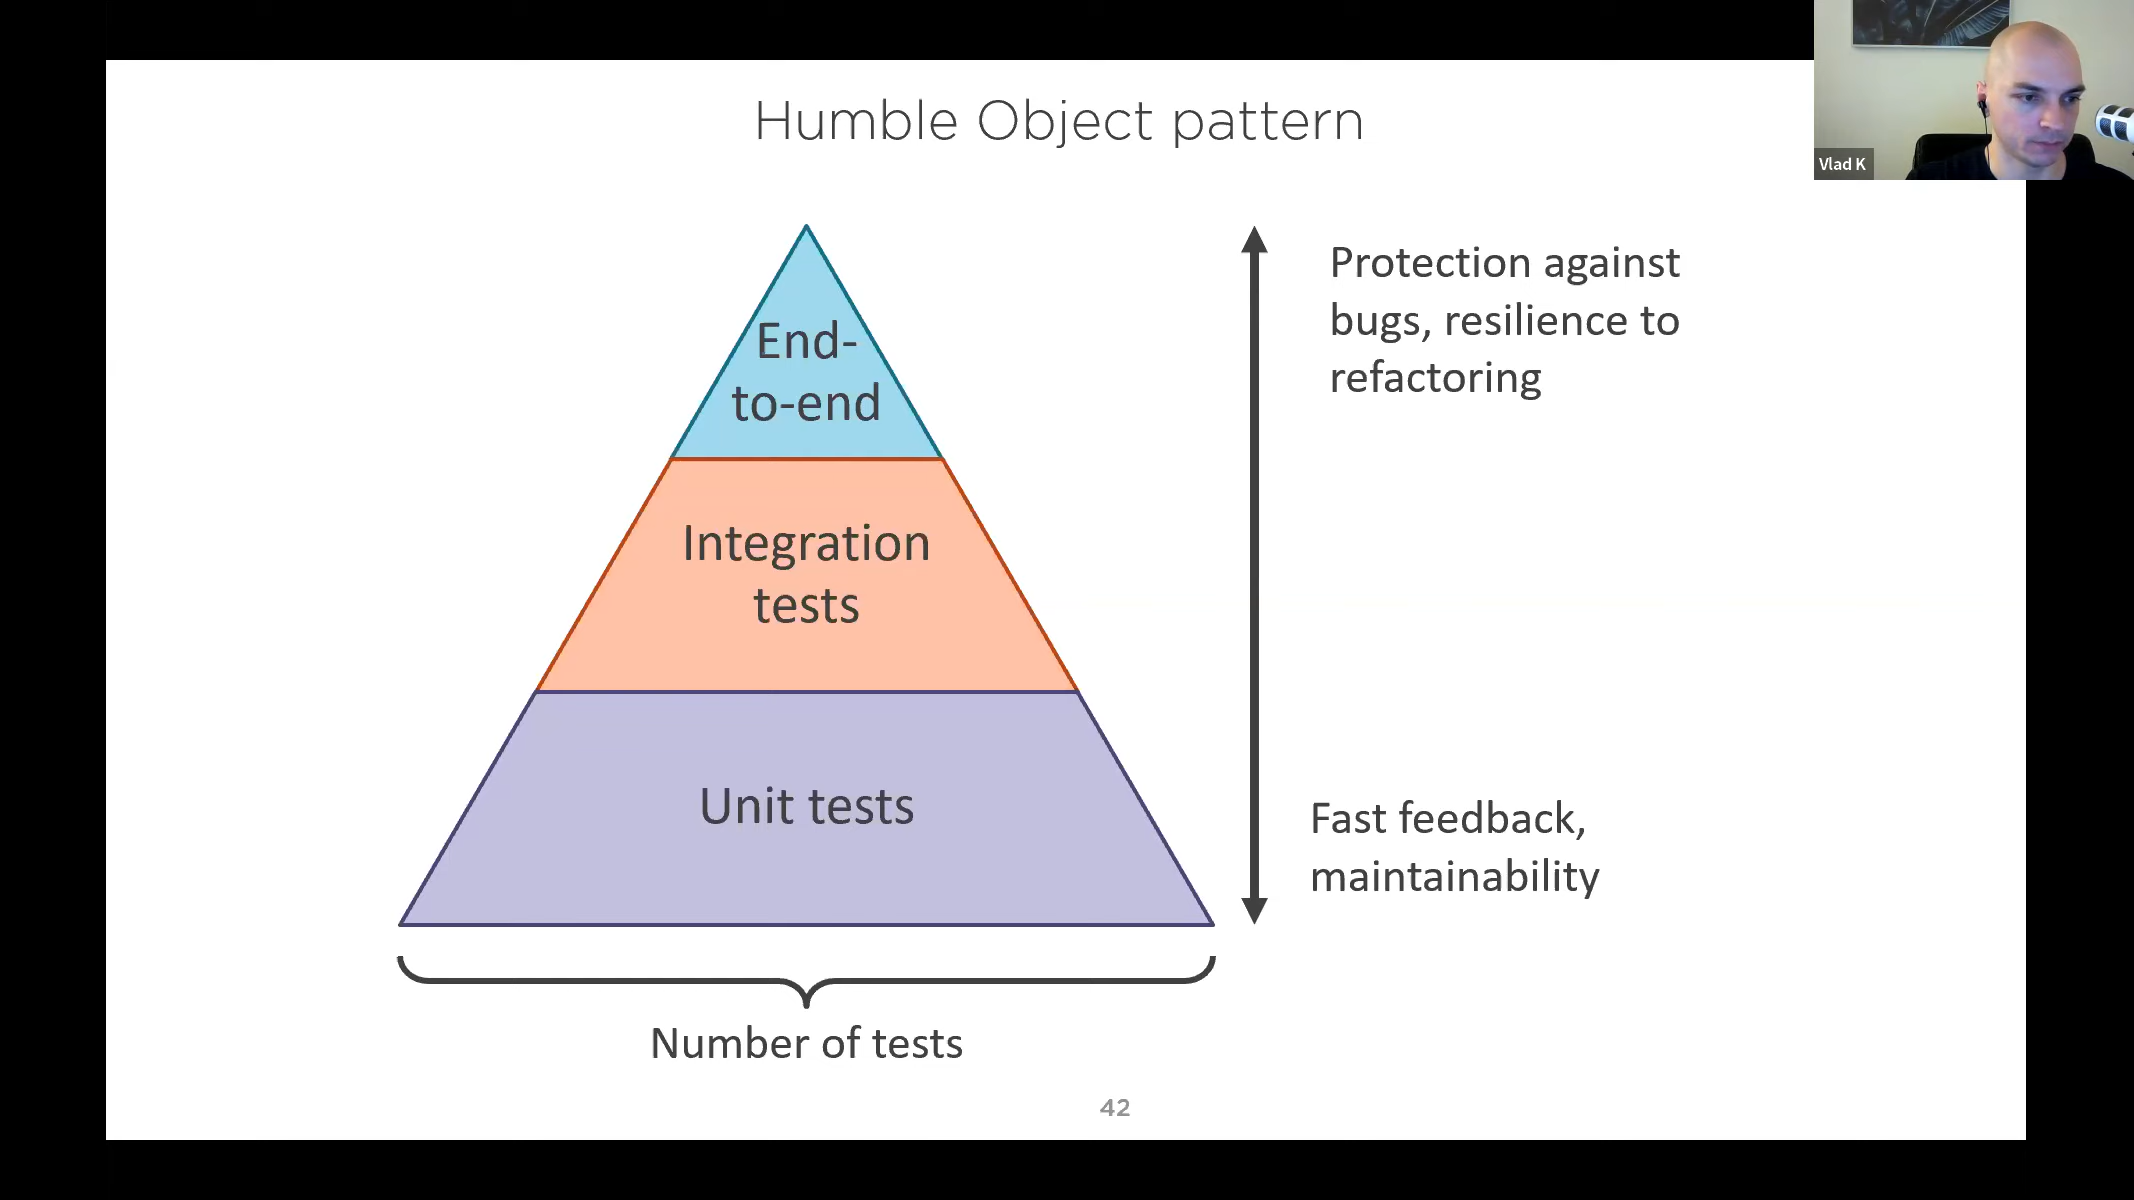 Humble Object pattern
Vlad K
End-
to-end
Integration
tests
Unit tests
Protection against
bugs, resilience to
refactoring
Fast feedback,
maintainability
Number of tests
42